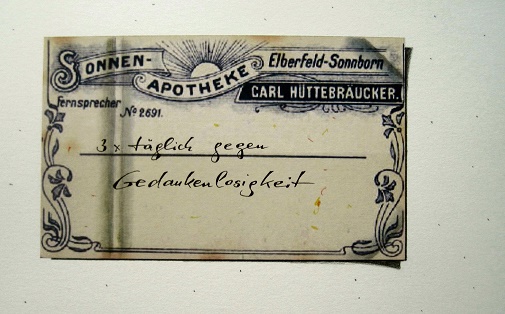 SONNEN-
APOTHEKE
Elberfeld-Sonnborn
CARL HÜTTEBRÄUCKER.
Fernsprecher
No 2691.
3 x täglich gegen
Gedankenlosigkeit